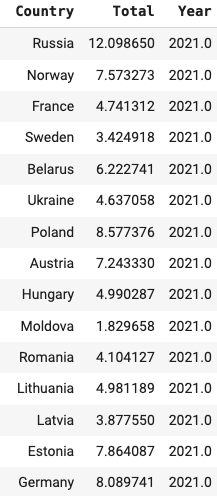 Country Total Year
Russia 12.098650 2021.0
Norway 7.573273 2021.0
France 4.741312 2021.0
Sweden 3.424918 2021.0
Belarus 6.222741 2021.0
Ukraine 4.637058 2021.0
Poland 8.577376 2021.0
Austria 7.243330 2021.0
Hungary 4.990287 2021.0
Moldova 1.829658 2021.0
Romania 4.104127 2021.0
Lithuania 4.981189 2021.0
Latvia 3.877550 2021.0
Estonia 7.864087 2021.0
Germany 8.089741 2021.0